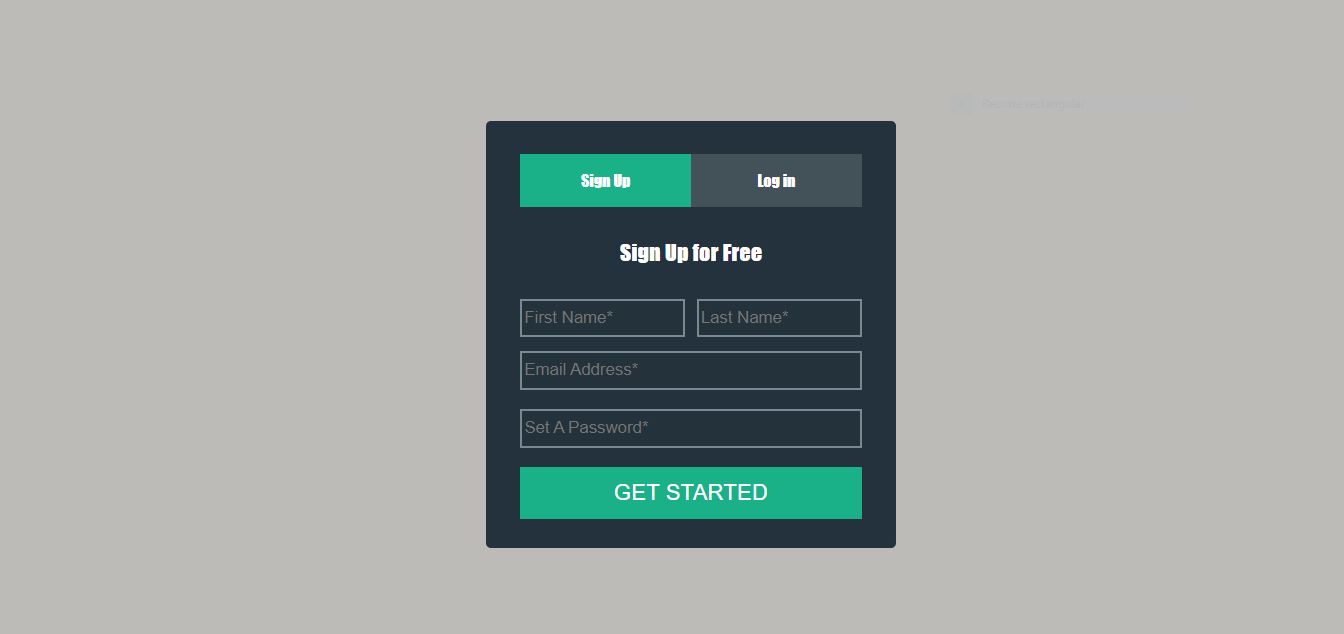 Recorte rectangular
Sign Up Log in
Sign Up for Free
First Name* Last Name*
Email Address*
Set A Password*
GET STARTED